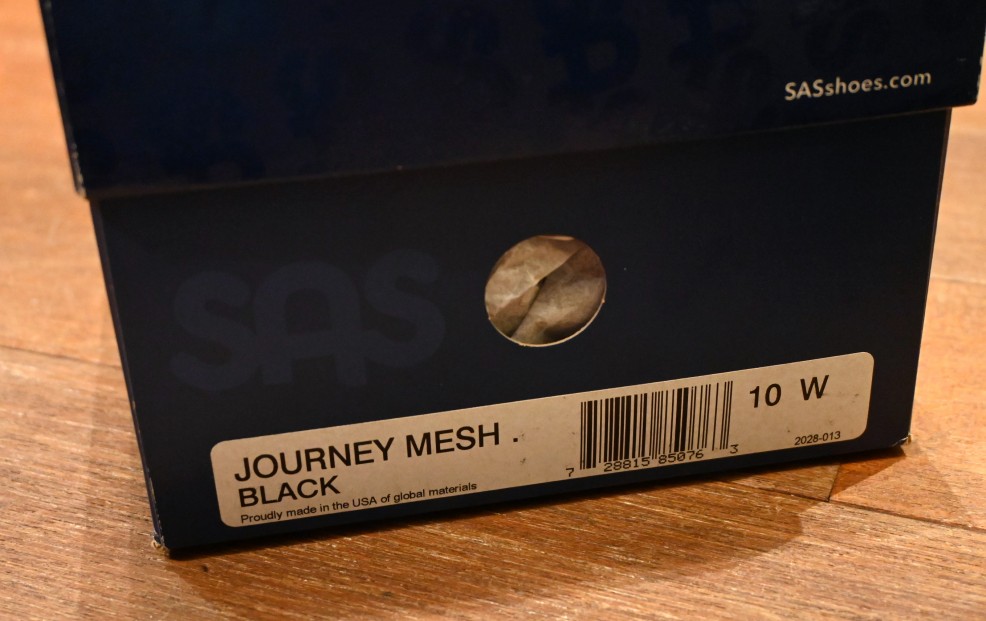 SASshoes.com
SAS
JOURNEY MESH .
BLACK
Proudly made in the USA of global materials
7 28815 85076 3
10 W
2028-013